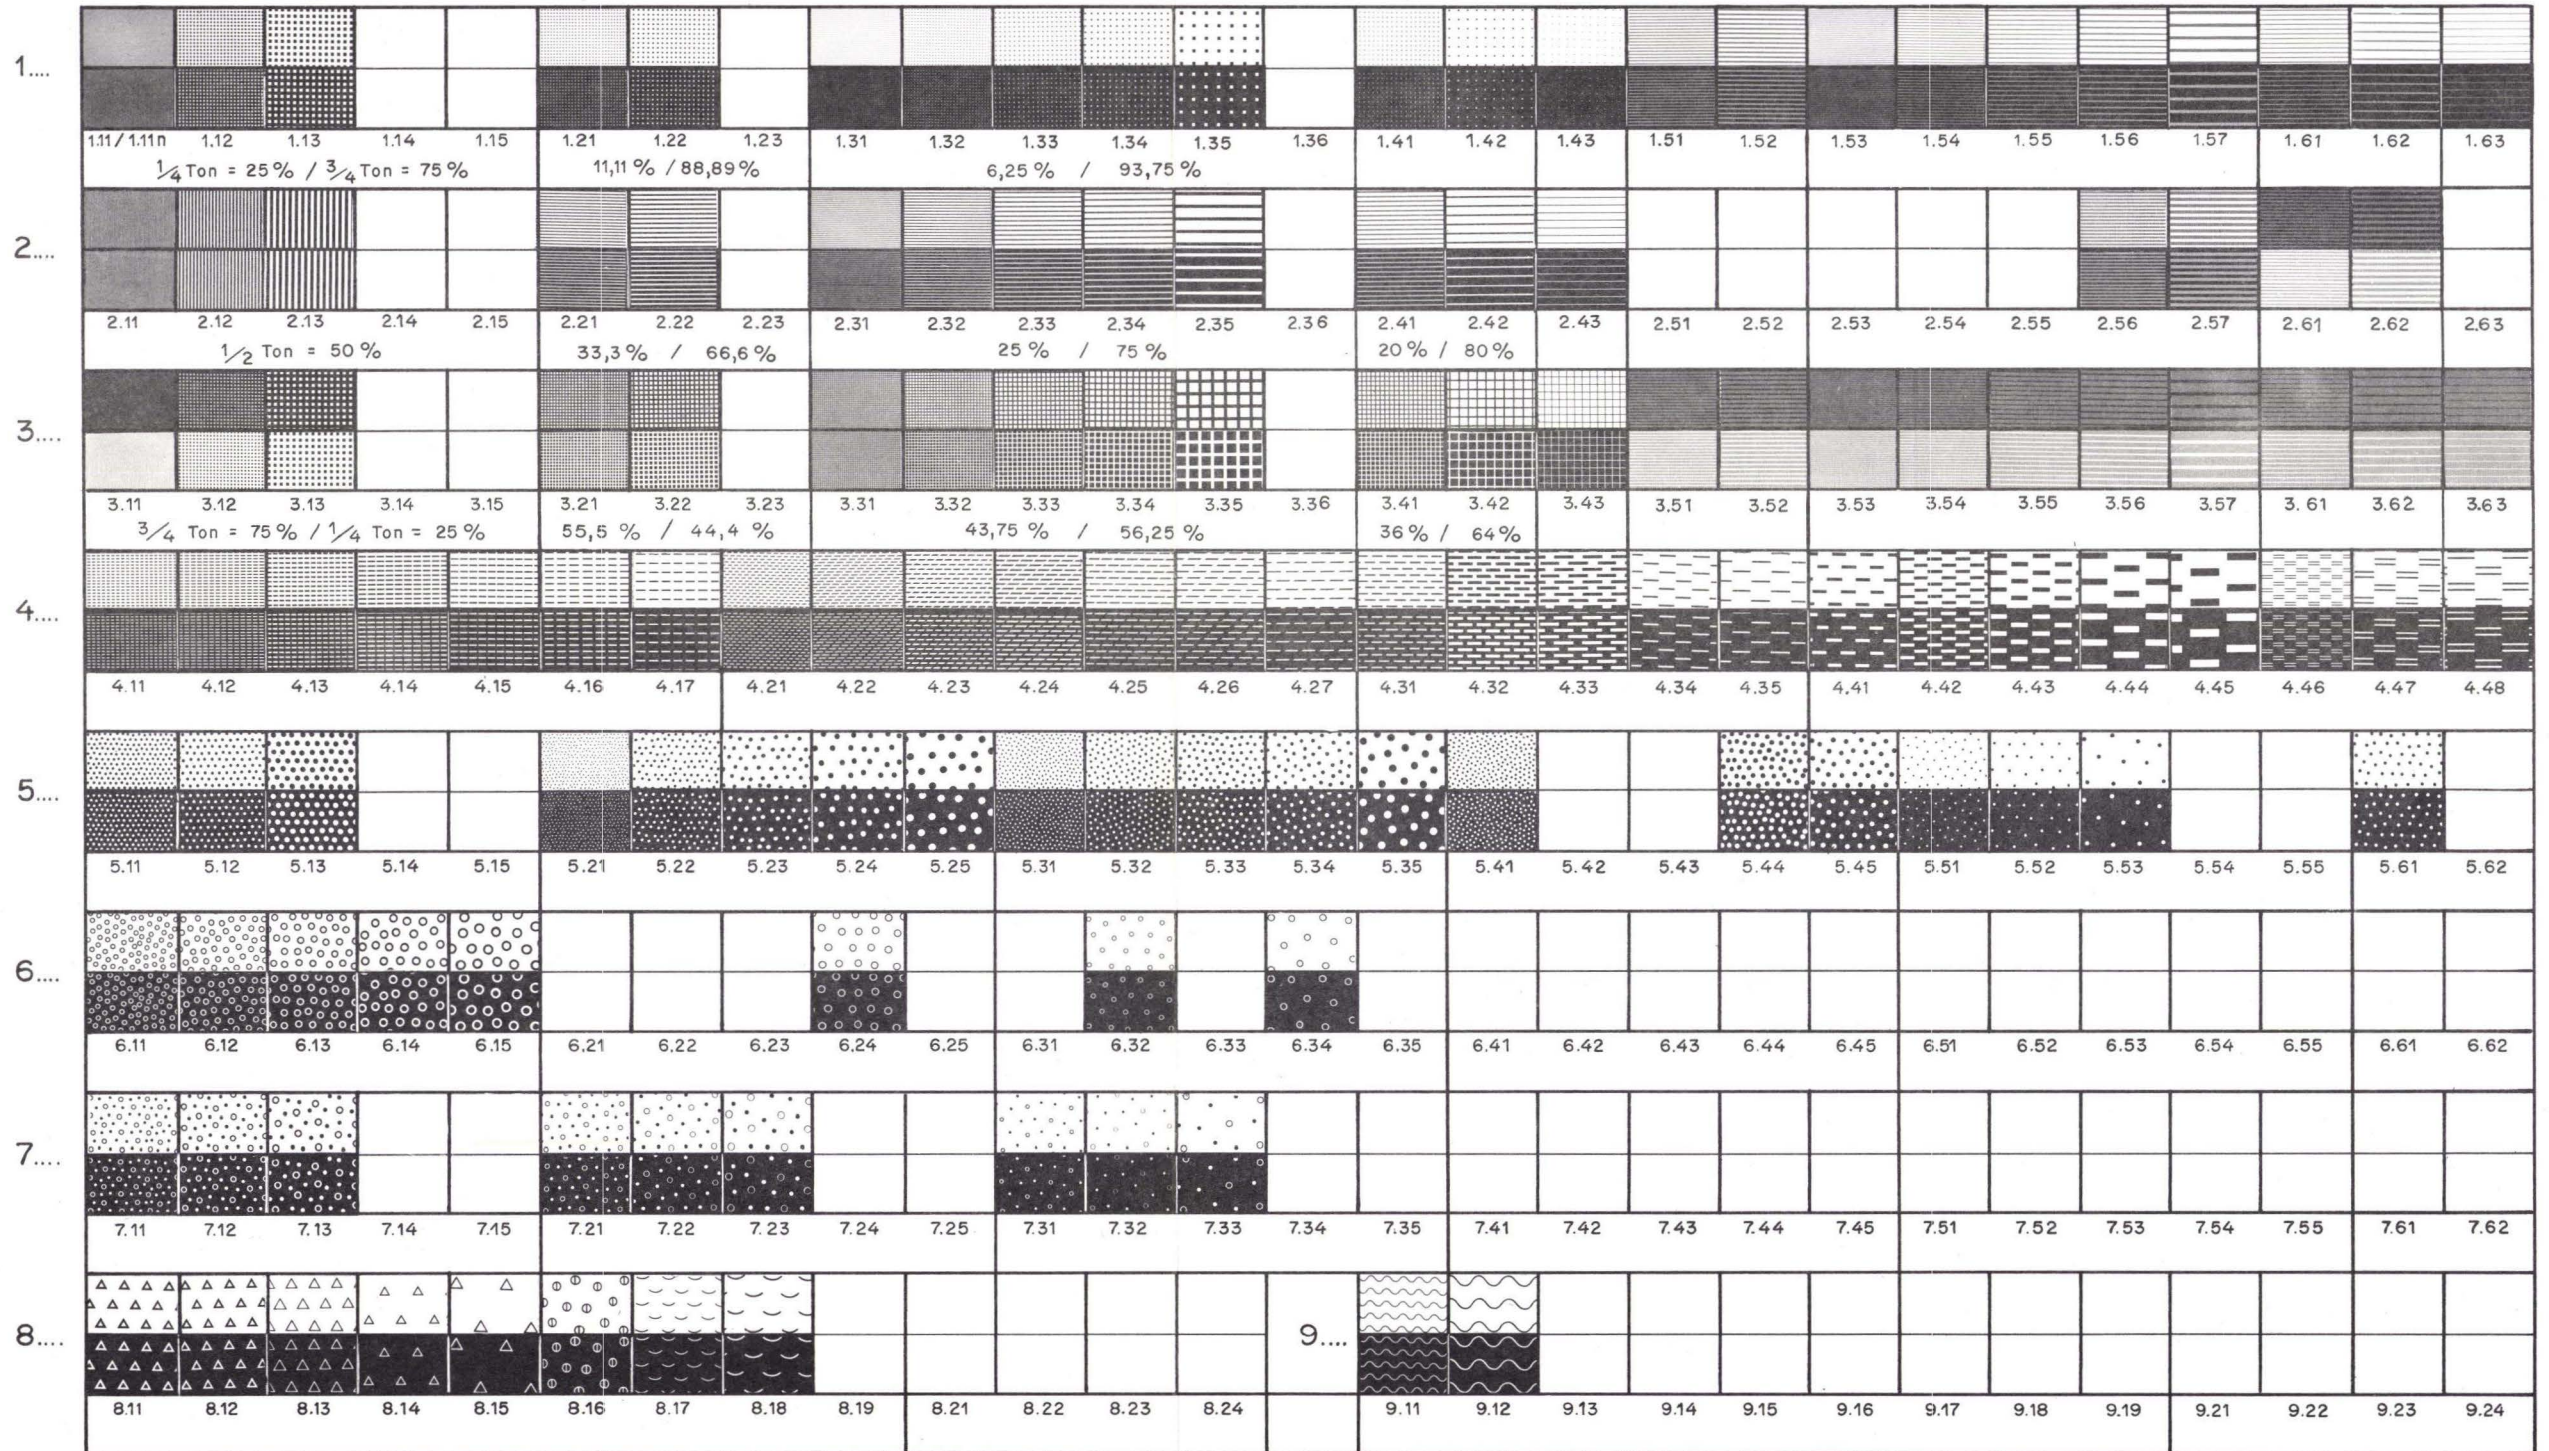 1....
1.11/1.11n 1.12 1.13 1.14 1.15 1.21 1.22 1.23 1.31 1.32 1.33 1.34 1.35 1.36 1.41 1.42 1.43 1.51 1.52 1.53 1.54 1.55 1.56 1.57 1.61 1.62 1.63
1/4 Ton = 25 % / 3/4 Ton = 75 % 11,11 % / 88,89 % 6,25 % / 93,75 %
2....
2.11 2.12 2.13 2.14 2.15 2.21 2.22 2.23 2.31 2.32 2.33 2.34 2.35 2.36 2.41 2.42 2.43 2.51 2.52 2.53 2.54 2.55 2.56 2.57 2.61 2.62 2.63
1/2 Ton = 50 % 33,3 % / 66,6 % 25 % / 75 % 20 % / 80 %
3....
3.11 3.12 3.13 3.14 3.15 3.21 3.22 3.23 3.31 3.32 3.33 3.34 3.35 3.36 3.41 3.42 3.43 3.51 3.52 3.53 3.54 3.55 3.56 3.57 3.61 3.62 3.63
3/4 Ton = 75 % / 1/4 Ton = 25 % 55,5 % / 44,4 % 43,75 % / 56,25 % 36 % / 64 %
4....
4.11 4.12 4.13 4.14 4.15 4.16 4.17 4.21 4.22 4.23 4.24 4.25 4.26 4.27 4.31 4.32 4.33 4.34 4.35 4.41 4.42 4.43 4.44 4.45 4.46 4.47 4.48
5....
5.11 5.12 5.13 5.14 5.15 5.21 5.22 5.23 5.24 5.25 5.31 5.32 5.33 5.34 5.35 5.41 5.42 5.43 5.44 5.45 5.51 5.52 5.53 5.54 5.55 5.61 5.62
6....
6.11 6.12 6.13 6.14 6.15 6,21 6,22 6.23 6,24 6.25 6.31 6,32 6.33 6.34 6.35 6.41 6.42 6.43 6.44 6.45 6.51 6.52 6.53 6.54 6.55 6.61 6.62
7....
7.11 7.12 7.13 7.14 7.15 7.21 7.22 7.23 7.24 7.25 7.31 7.32 7.33 7.34 7.35 7.41 7.42 7.43 7.44 7.45 7.51 7.52 7.53 7.54 7.55 7.61 7.62
8.... 9....
8.11 8.12 8.13 8.14 8.15 8.16 8.17 8.18 8.19 8.21 8.22 8.23 8.24 9.11 9.12 9.13 9.14 9.15 9.16 9.17 9.18 9.19 9.21 9.22 9.23 9.24